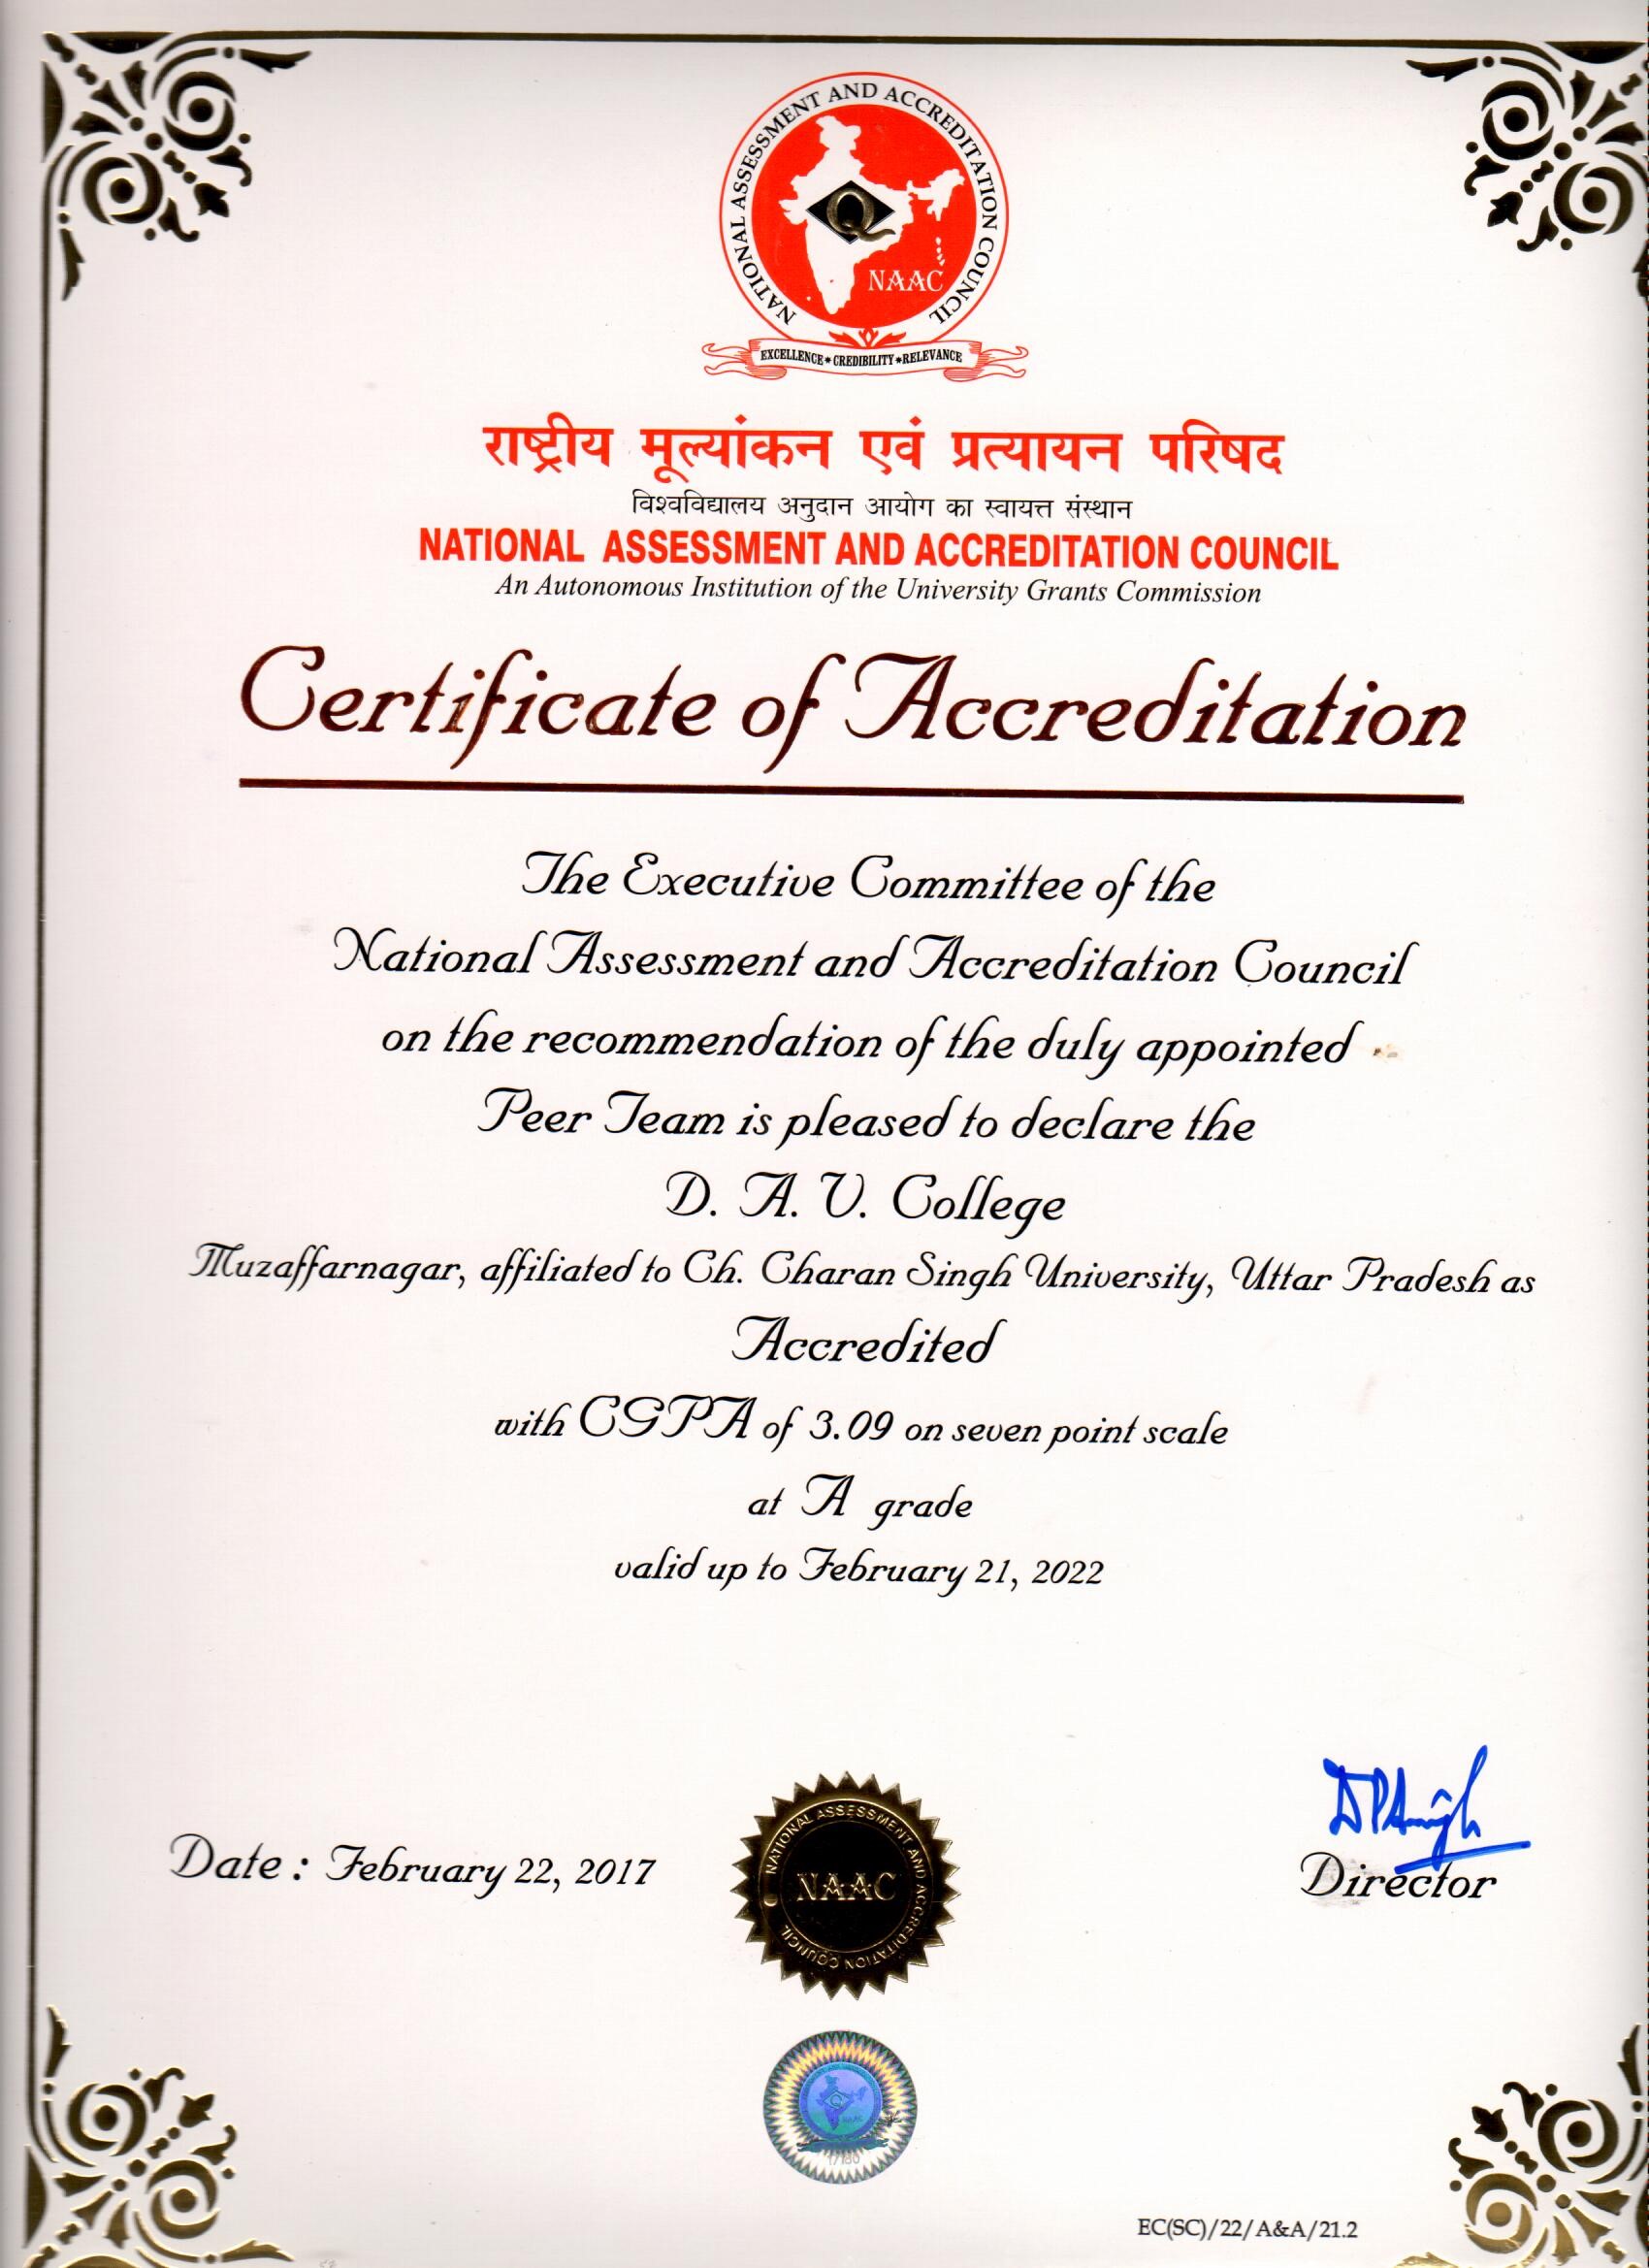 NATIONAL ASSESSMENT AND ACCREDITATION COUNCIL
Q
NAAC
EXCELLENCE * CREDIBILITY * RELEVANCE
राष्ट्रीय मूल्यांकन एवं प्रत्यायन परिषद
विश्वविद्यालय अनुदान आयोग का स्वायत्त संस्थान
NATIONAL ASSESSMENT AND ACCREDITATION COUNCIL
An Autonomous Institution of the University Grants Commission
Certificate of Accreditation
The Executive Committee of the
National Assessment and Accreditation Council
on the recommendation of the duly appointed
Peer Team is pleased to declare the
D. A. V. College
Muzaffarnagar, affiliated to Ch. Charan Singh University, Uttar Pradesh as
Accredited
with CGPA of 3.09 on seven point scale
at A grade
valid up to February 21, 2022
DPSingh
Date : February 22, 2017
Director
NATIONAL ASSESSMENT AND ACCREDITATION COUNCIL
NAAC
EC(SC)/22/A&A/21.2